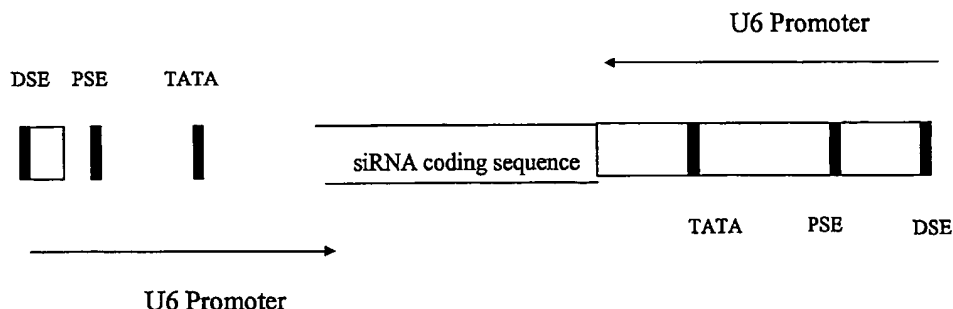 U6 Promoter
DSE PSE TATA
siRNA coding sequence
TATA PSE DSE
U6 Promoter